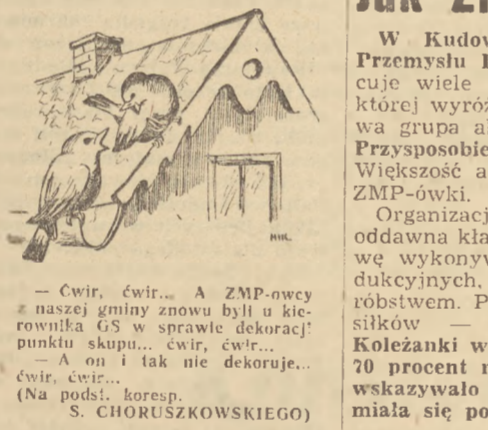 — Ćwir, ćwir... A ZMP-owcy
z naszej gminy znowu byli u kie-
rownika GS w sprawie dekoracji
punktu skupu... ćwir, ćwir...
— A on i tak nie dekoruje...
ćwir, ćwir...
(Na podst. koresp.
S. CHORUSZKOWSKIEGO)
W Kudow
Przemysłu
cuje wiele
której wyróż
wa grupa
Przysposobie
Większość
ZMP-ówki.
Organizacj
oddawna kła
wę wykonyw
dukcyjnych,
róbstwem. P
siłków —
Koleżanki w
70 procent
wskazywało
miała się po